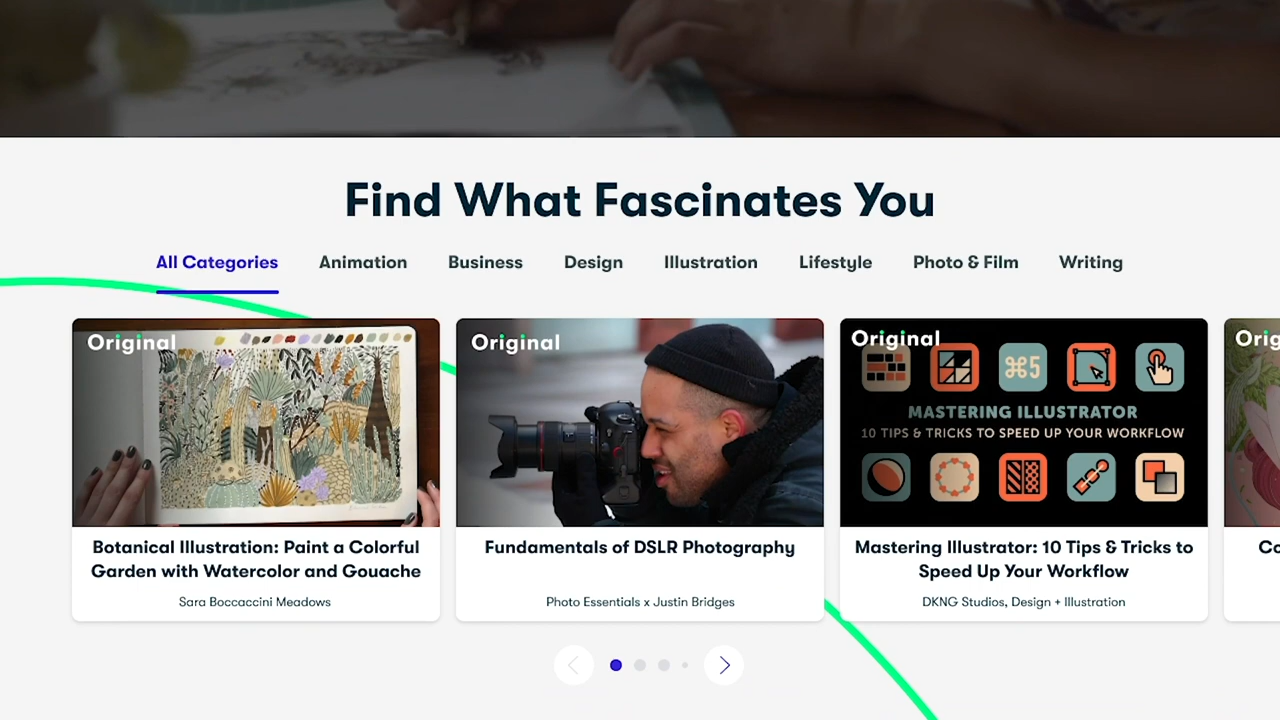 Find What Fascinates You
All Categories Animation Business Design Illustration Lifestyle Photo & Film Writing
Original
Botanical Illustration: Paint a Colorful
Garden with Watercolor and Gouache
Sara Boccaccini Meadows
Original
Fundamentals of DSLR Photography
Photo Essentials x Justin Bridges
Original
⌘5
MASTERING ILLUSTRATOR
10 TIPS & TRICKS TO SPEED UP YOUR WORKFLOW
Mastering Illustrator: 10 Tips & Tricks to
Speed Up Your Workflow
DKNG Studios, Design + Illustration
Orig
Co